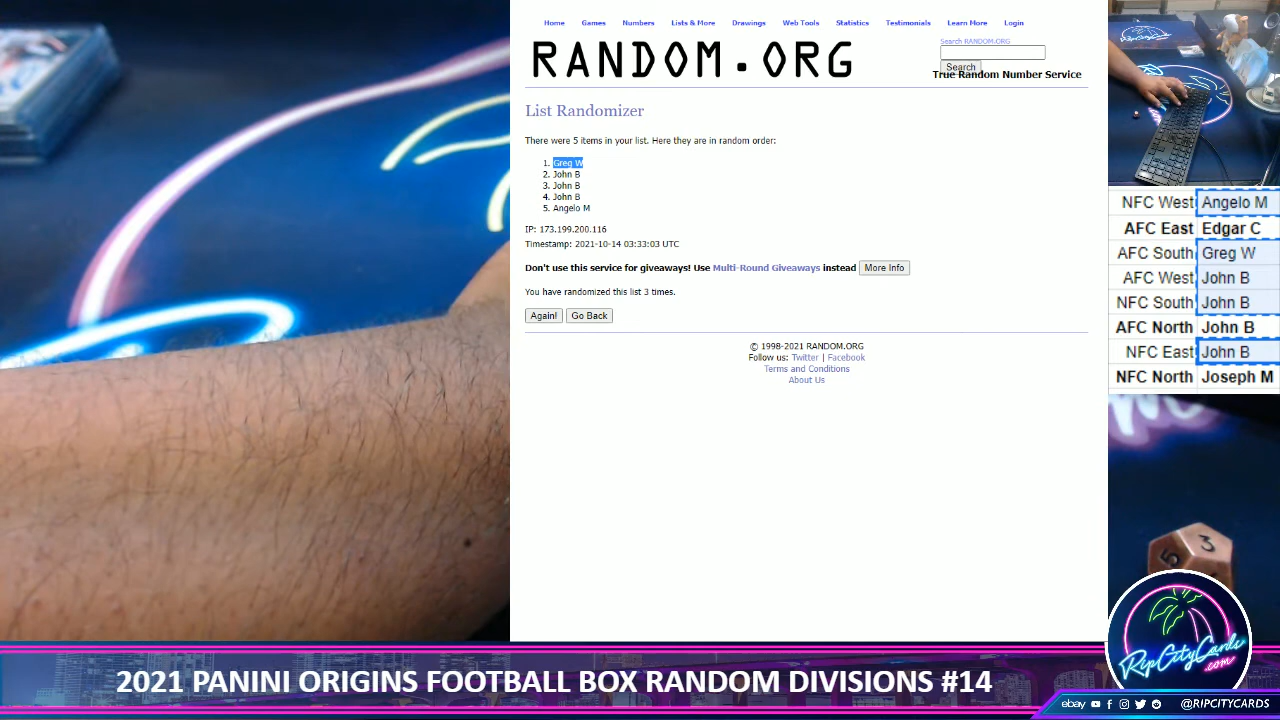 Home Games Numbers Lists & More Drawings Web Tools Statistics Testimonials Learn More Login
RANDOM.ORG
Search RANDOM.ORG
Search
True Random Number Service
List Randomizer
There were 5 items in your list. Here they are in random order:
1. Greg W
2. John B
3. John B
4. John B
5. Angelo M
IP: 173.199.200.116
Timestamp: 2021-10-14 03:33:03 UTC
Don't use this service for giveaways! Use Multi-Round Giveaways instead More Info
You have randomized this list 3 times.
Again! Go Back
© 1998-2021 RANDOM.ORG
Follow us: Twitter | Facebook
Terms and Conditions
About Us
NFC West Angelo M
AFC East Edgar C
AFC South Greg W
AFC West John B
NFC South John B
AFC North John B
NFC East John B
NFC North Joseph M
3
5
RipCityCards
.com
2021 PANINI ORIGINS FOOTBALL BOX RANDOM DIVISIONS #14
ebay @RIPCITYCARDS